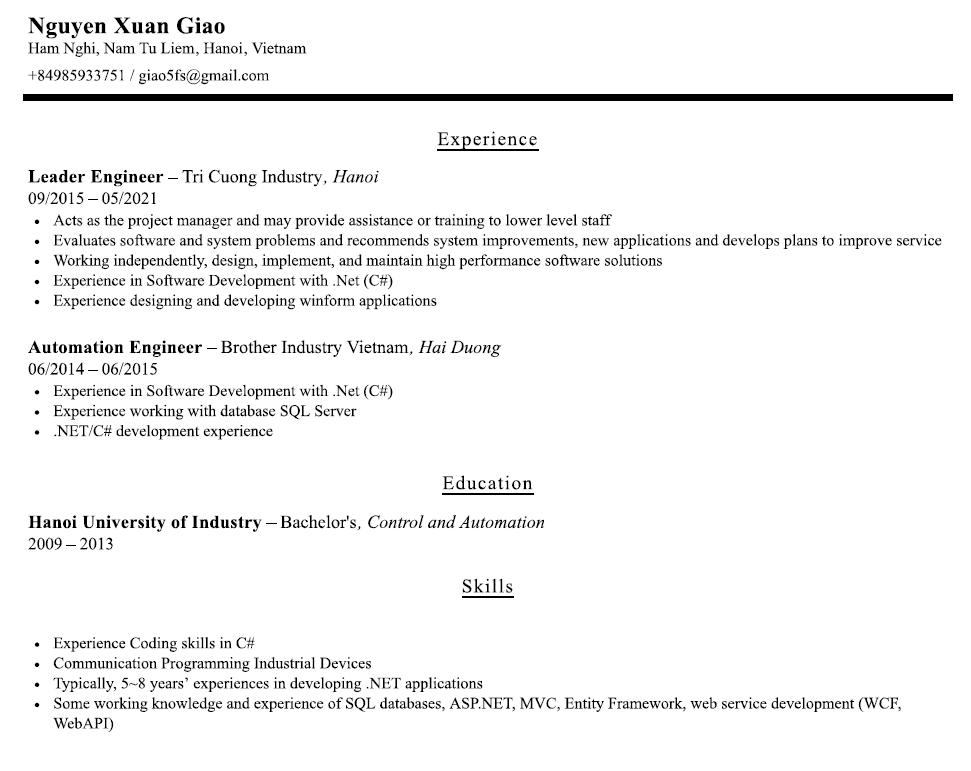 Nguyen Xuan Giao
Ham Nghi, Nam Tu Liem, Hanoi, Vietnam
+84985933751 / giao5fs@gmail.com
Experience
Leader Engineer – Tri Cuong Industry, Hanoi
09/2015 – 05/2021
• Acts as the project manager and may provide assistance or training to lower level staff
• Evaluates software and system problems and recommends system improvements, new applications and develops plans to improve service
• Working independently, design, implement, and maintain high performance software solutions
• Experience in Software Development with .Net (C#)
• Experience designing and developing winform applications
Automation Engineer – Brother Industry Vietnam, Hai Duong
06/2014 – 06/2015
• Experience in Software Development with .Net (C#)
• Experience working with database SQL Server
• .NET/C# development experience
Education
Hanoi University of Industry – Bachelor's, Control and Automation
2009 – 2013
Skills
• Experience Coding skills in C#
• Communication Programming Industrial Devices
• Typically, 5~8 years’ experiences in developing .NET applications
• Some working knowledge and experience of SQL databases, ASP.NET, MVC, Entity Framework, web service development (WCF,
WebAPI)